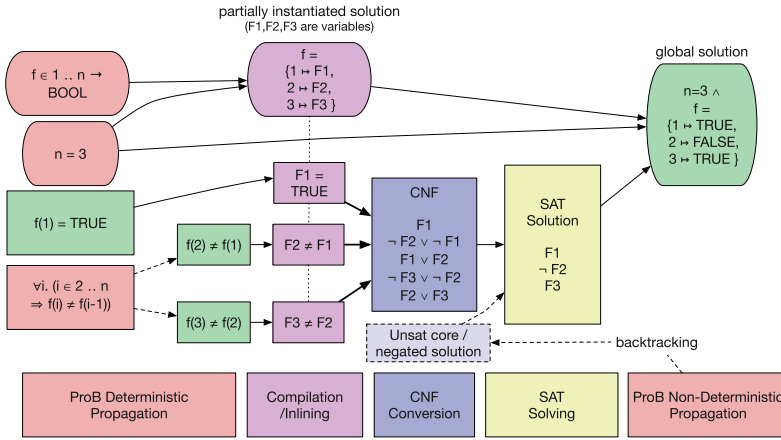 partially instantiated solution
(F1,F2,F3 are variables)
f =
{1 ↦ F1,
2 ↦ F2,
3 ↦ F3 }
global solution
f ∈ 1 .. n →
BOOL
n=3 ∧
f =
{1 ↦ TRUE,
2 ↦ FALSE,
3 ↦ TRUE }
n = 3
F1 =
TRUE
f(1) = TRUE
CNF
F1
¬ F2 ∨ ¬ F1
F1 ∨ F2
¬ F3 ∨ ¬ F2
F2 ∨ F3
SAT
Solution
F1
¬ F2
F3
f(2) ≠ f(1)
F2 ≠ F1
∀i. (i ∈ 2 .. n
⇒ f(i) ≠ f(i-1))
f(3) ≠ f(2)
F3 ≠ F2
Unsat core /
negated solution
backtracking
ProB Deterministic
Propagation
Compilation
/Inlining
CNF
Conversion
SAT
Solving
ProB Non-Deterministic
Propagation